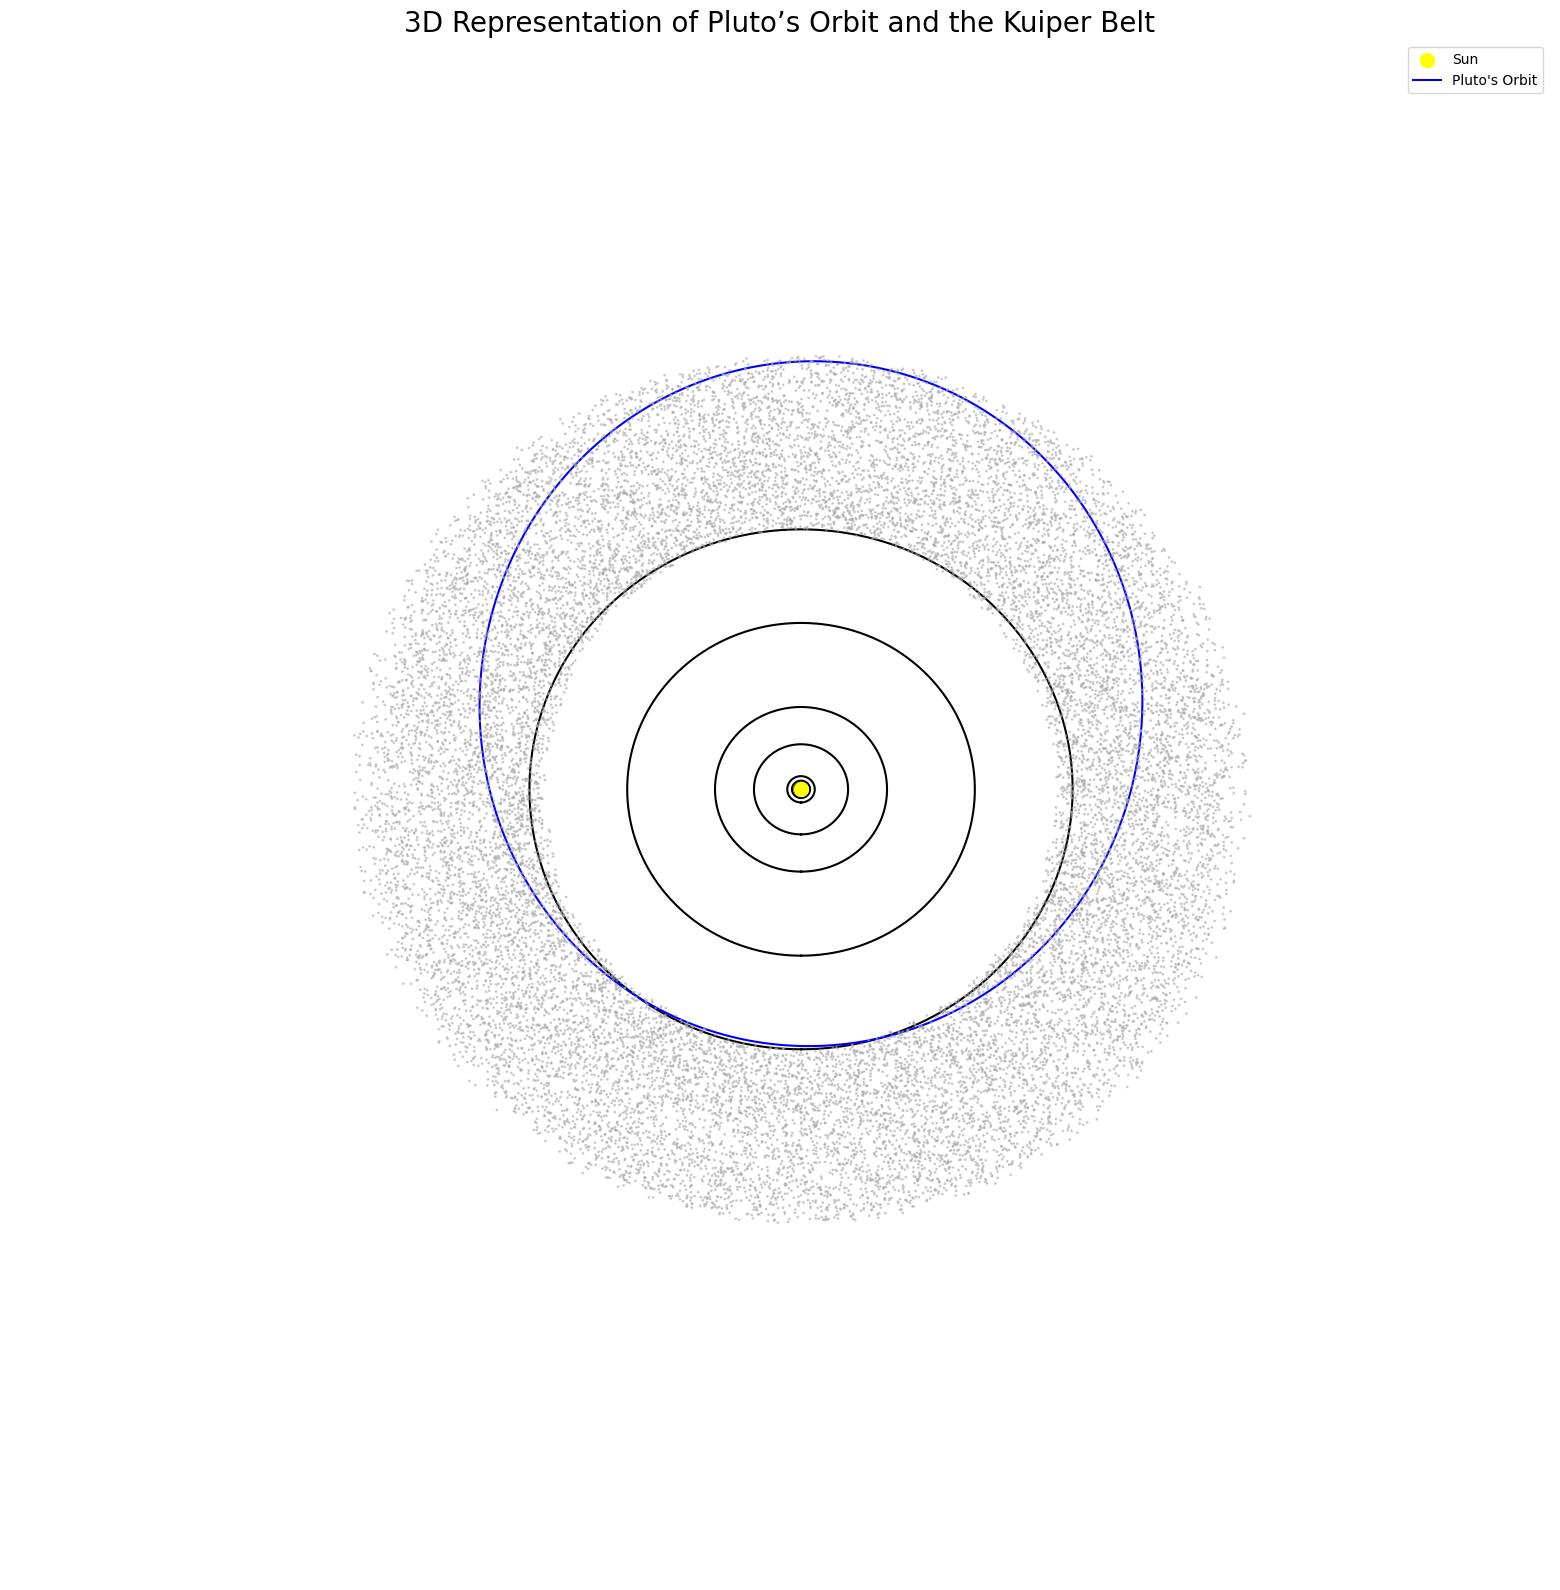 3D Representation of Pluto’s Orbit and the Kuiper Belt
Sun
Pluto's Orbit